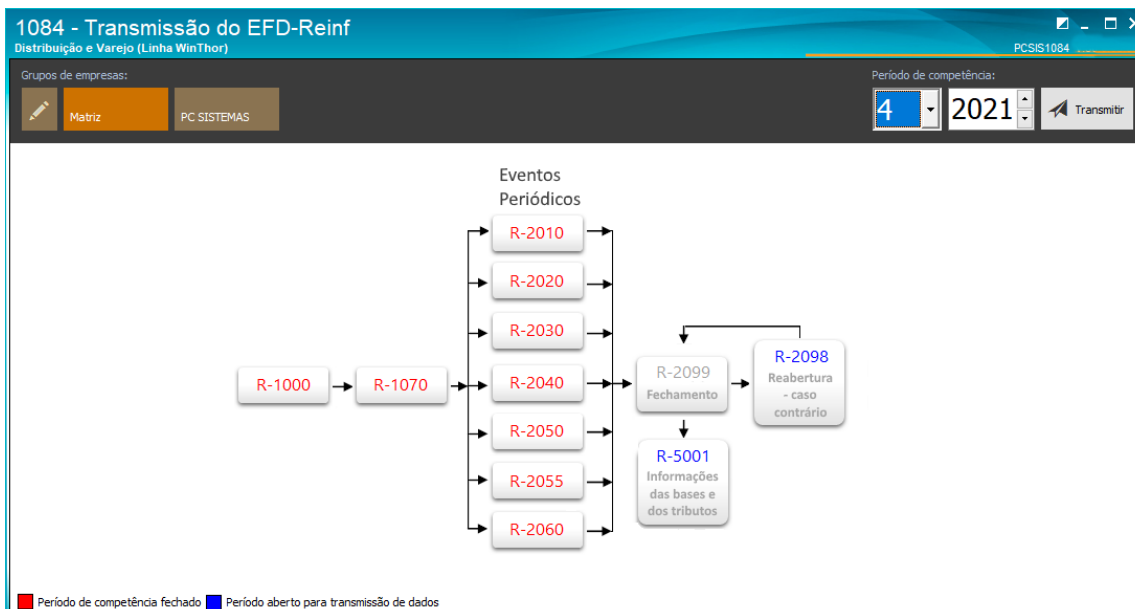 1084 - Transmissão do EFD-Reinf
Distribuição e Varejo (Linha WinThor)
PCSIS1084
Grupos de empresas:
Período de competência:
Matriz
PC SISTEMAS
4
2021
Transmitir
Eventos
Periódicos
R-2010
R-2020
R-2030
R-1000
R-1070
R-2040
R-2050
R-2055
R-2060
R-2099
Fechamento
R-2098
Reabertura
- caso
contrário
R-5001
Informações
das bases e
dos tributos
Período de competência fechado
Período aberto para transmissão de dados